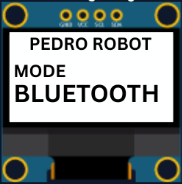 GND VCC SCL SDA
PEDRO ROBOT
MODE
BLUETOOTH